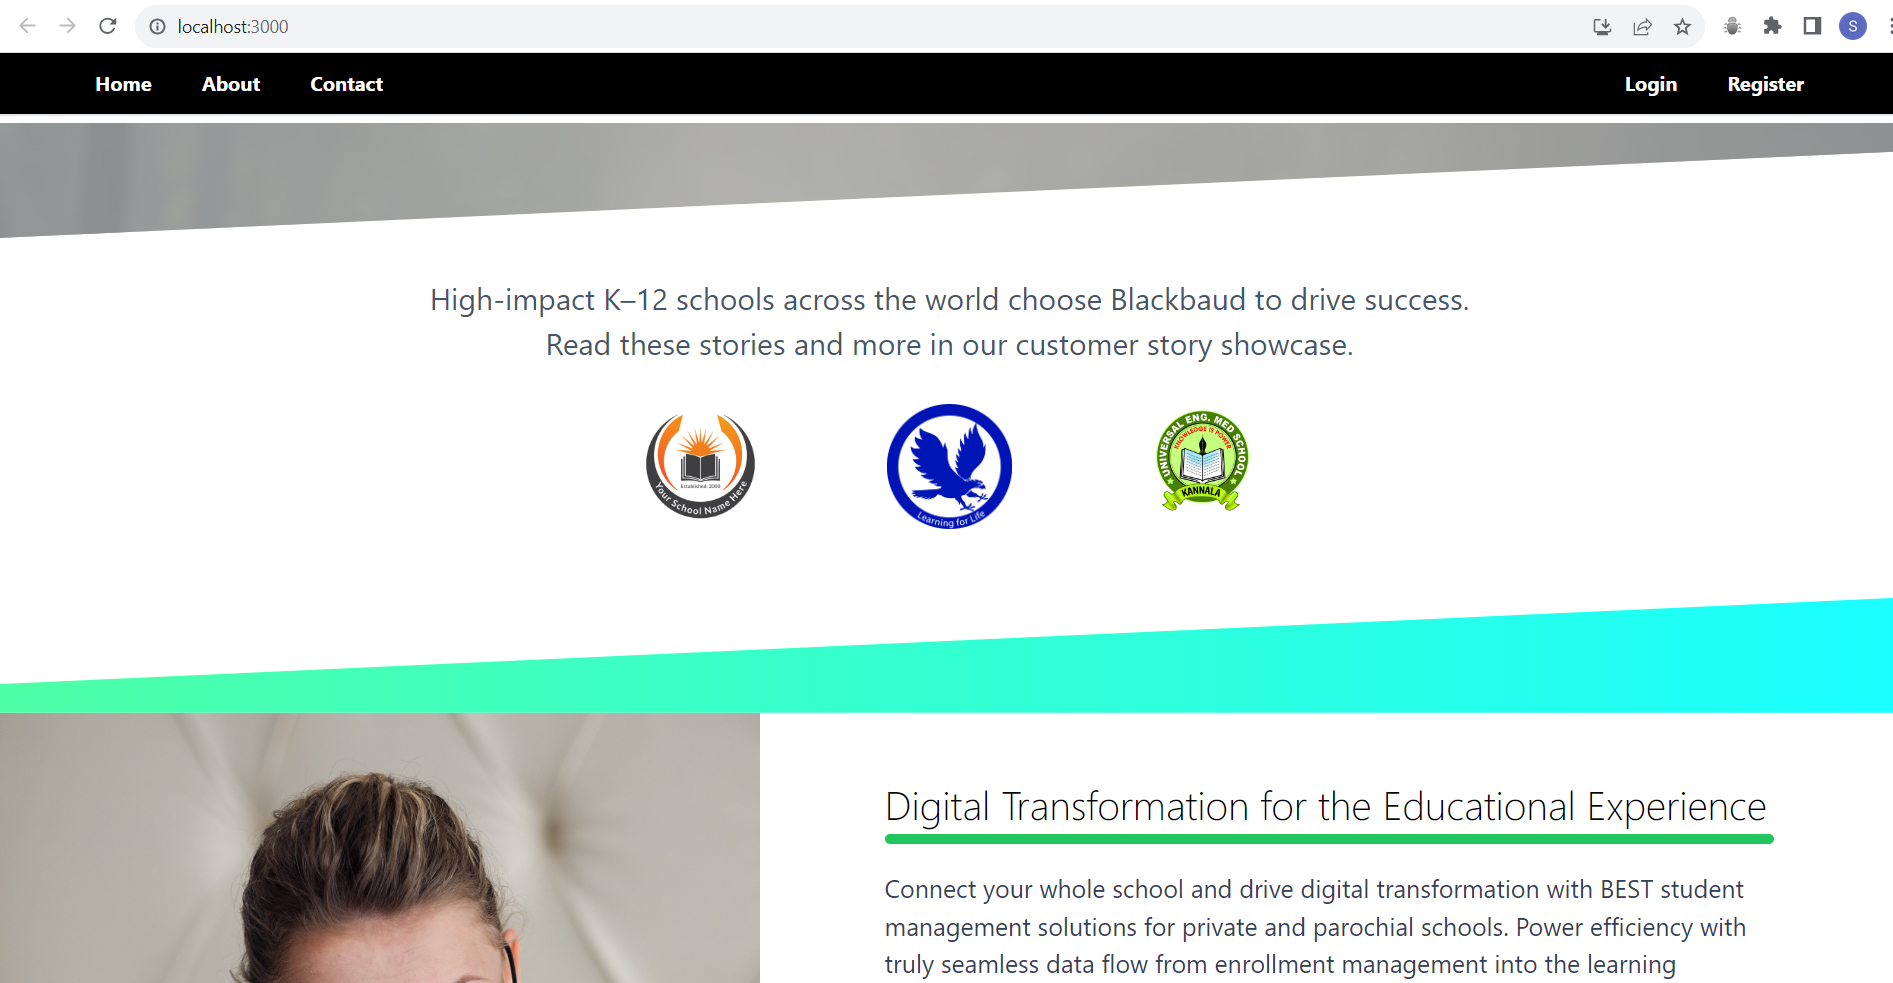 localhost:3000
S
Home About Contact Login Register
High-impact K–12 schools across the world choose Blackbaud to drive success.
Read these stories and more in our customer story showcase.
Established: 2000
Your School Name Here
Learning for Life
UNIVERSAL ENG. MED SCHOOL
KNOWLEDGE IS POWER
KANNALA
Digital Transformation for the Educational Experience
Connect your whole school and drive digital transformation with BEST student
management solutions for private and parochial schools. Power efficiency with
truly seamless data flow from enrollment management into the learning